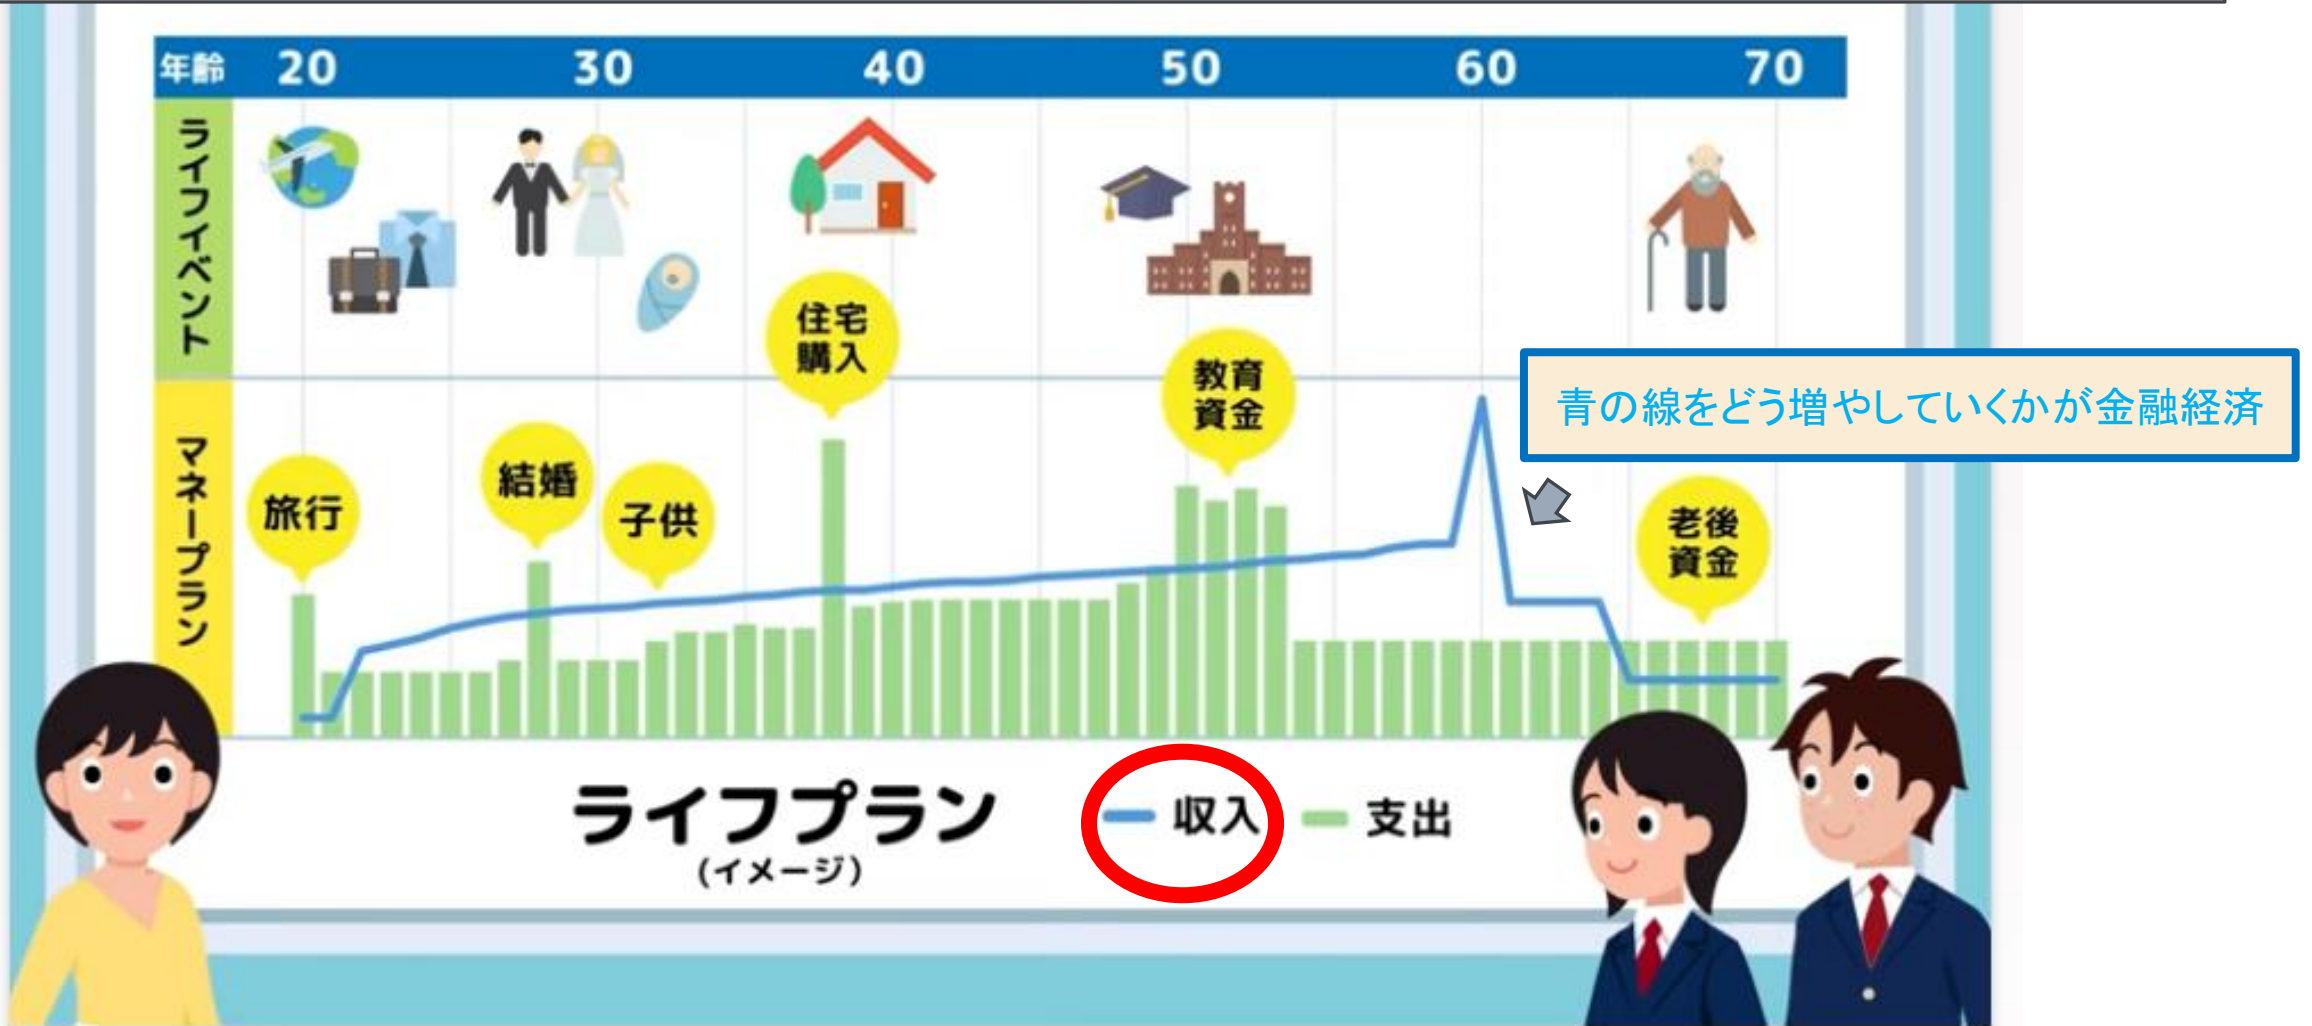 年齢 20 30 40 50 60 70
ライフイベント
マネープラン
旅行
結婚
子供
住宅
購入
教育
資金
老後
資金
青の線をどう増やしていくかが金融経済
ライフプラン
(イメージ)
収入 支出